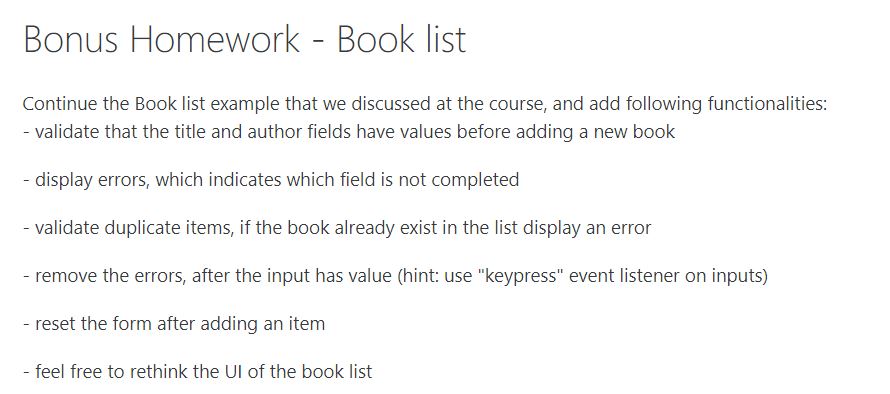 Bonus Homework - Book list
Continue the Book list example that we discussed at the course, and add following functionalities:
- validate that the title and author fields have values before adding a new book
- display errors, which indicates which field is not completed
- validate duplicate items, if the book already exist in the list display an error
- remove the errors, after the input has value (hint: use "keypress" event listener on inputs)
- reset the form after adding an item
- feel free to rethink the UI of the book list